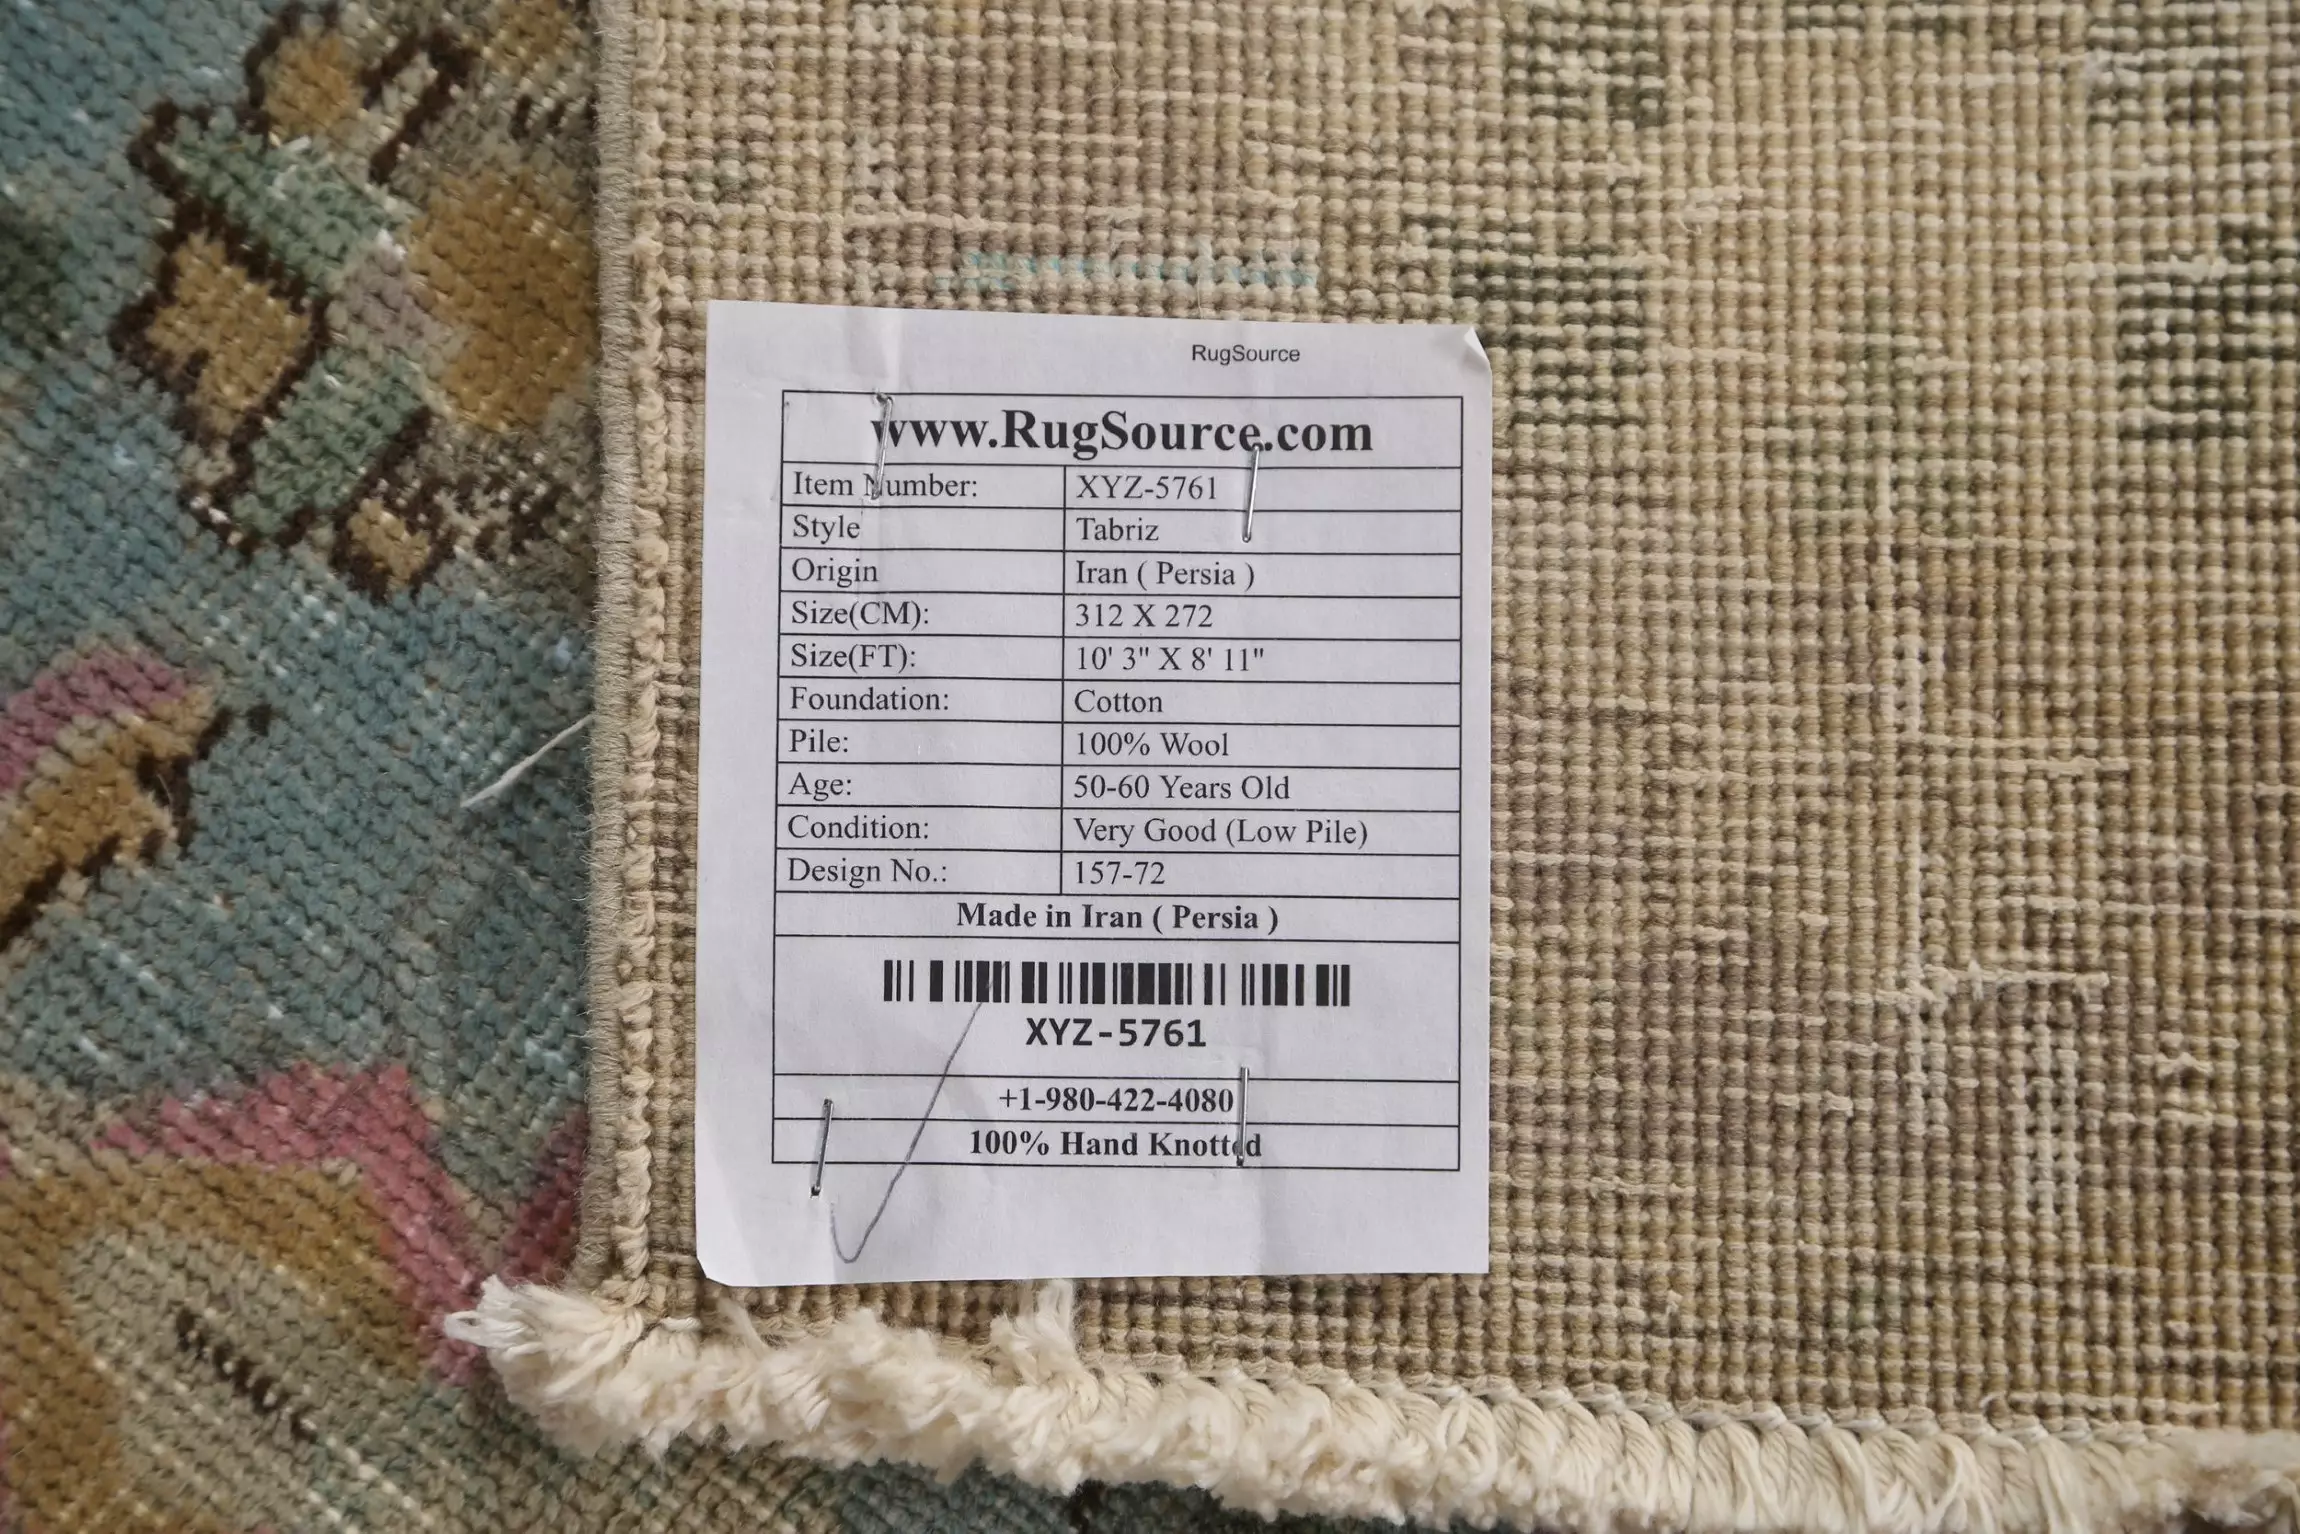 RugSource
www.RugSource.com
Item Number: XYZ-5761
Style Tabriz
Origin Iran ( Persia )
Size(CM): 312 X 272
Size(FT): 10' 3" X 8' 11"
Foundation: Cotton
Pile: 100% Wool
Age: 50-60 Years Old
Condition: Very Good (Low Pile)
Design No.: 157-72
Made in Iran ( Persia )
XYZ-5761
+1-980-422-4080
100% Hand Knotted